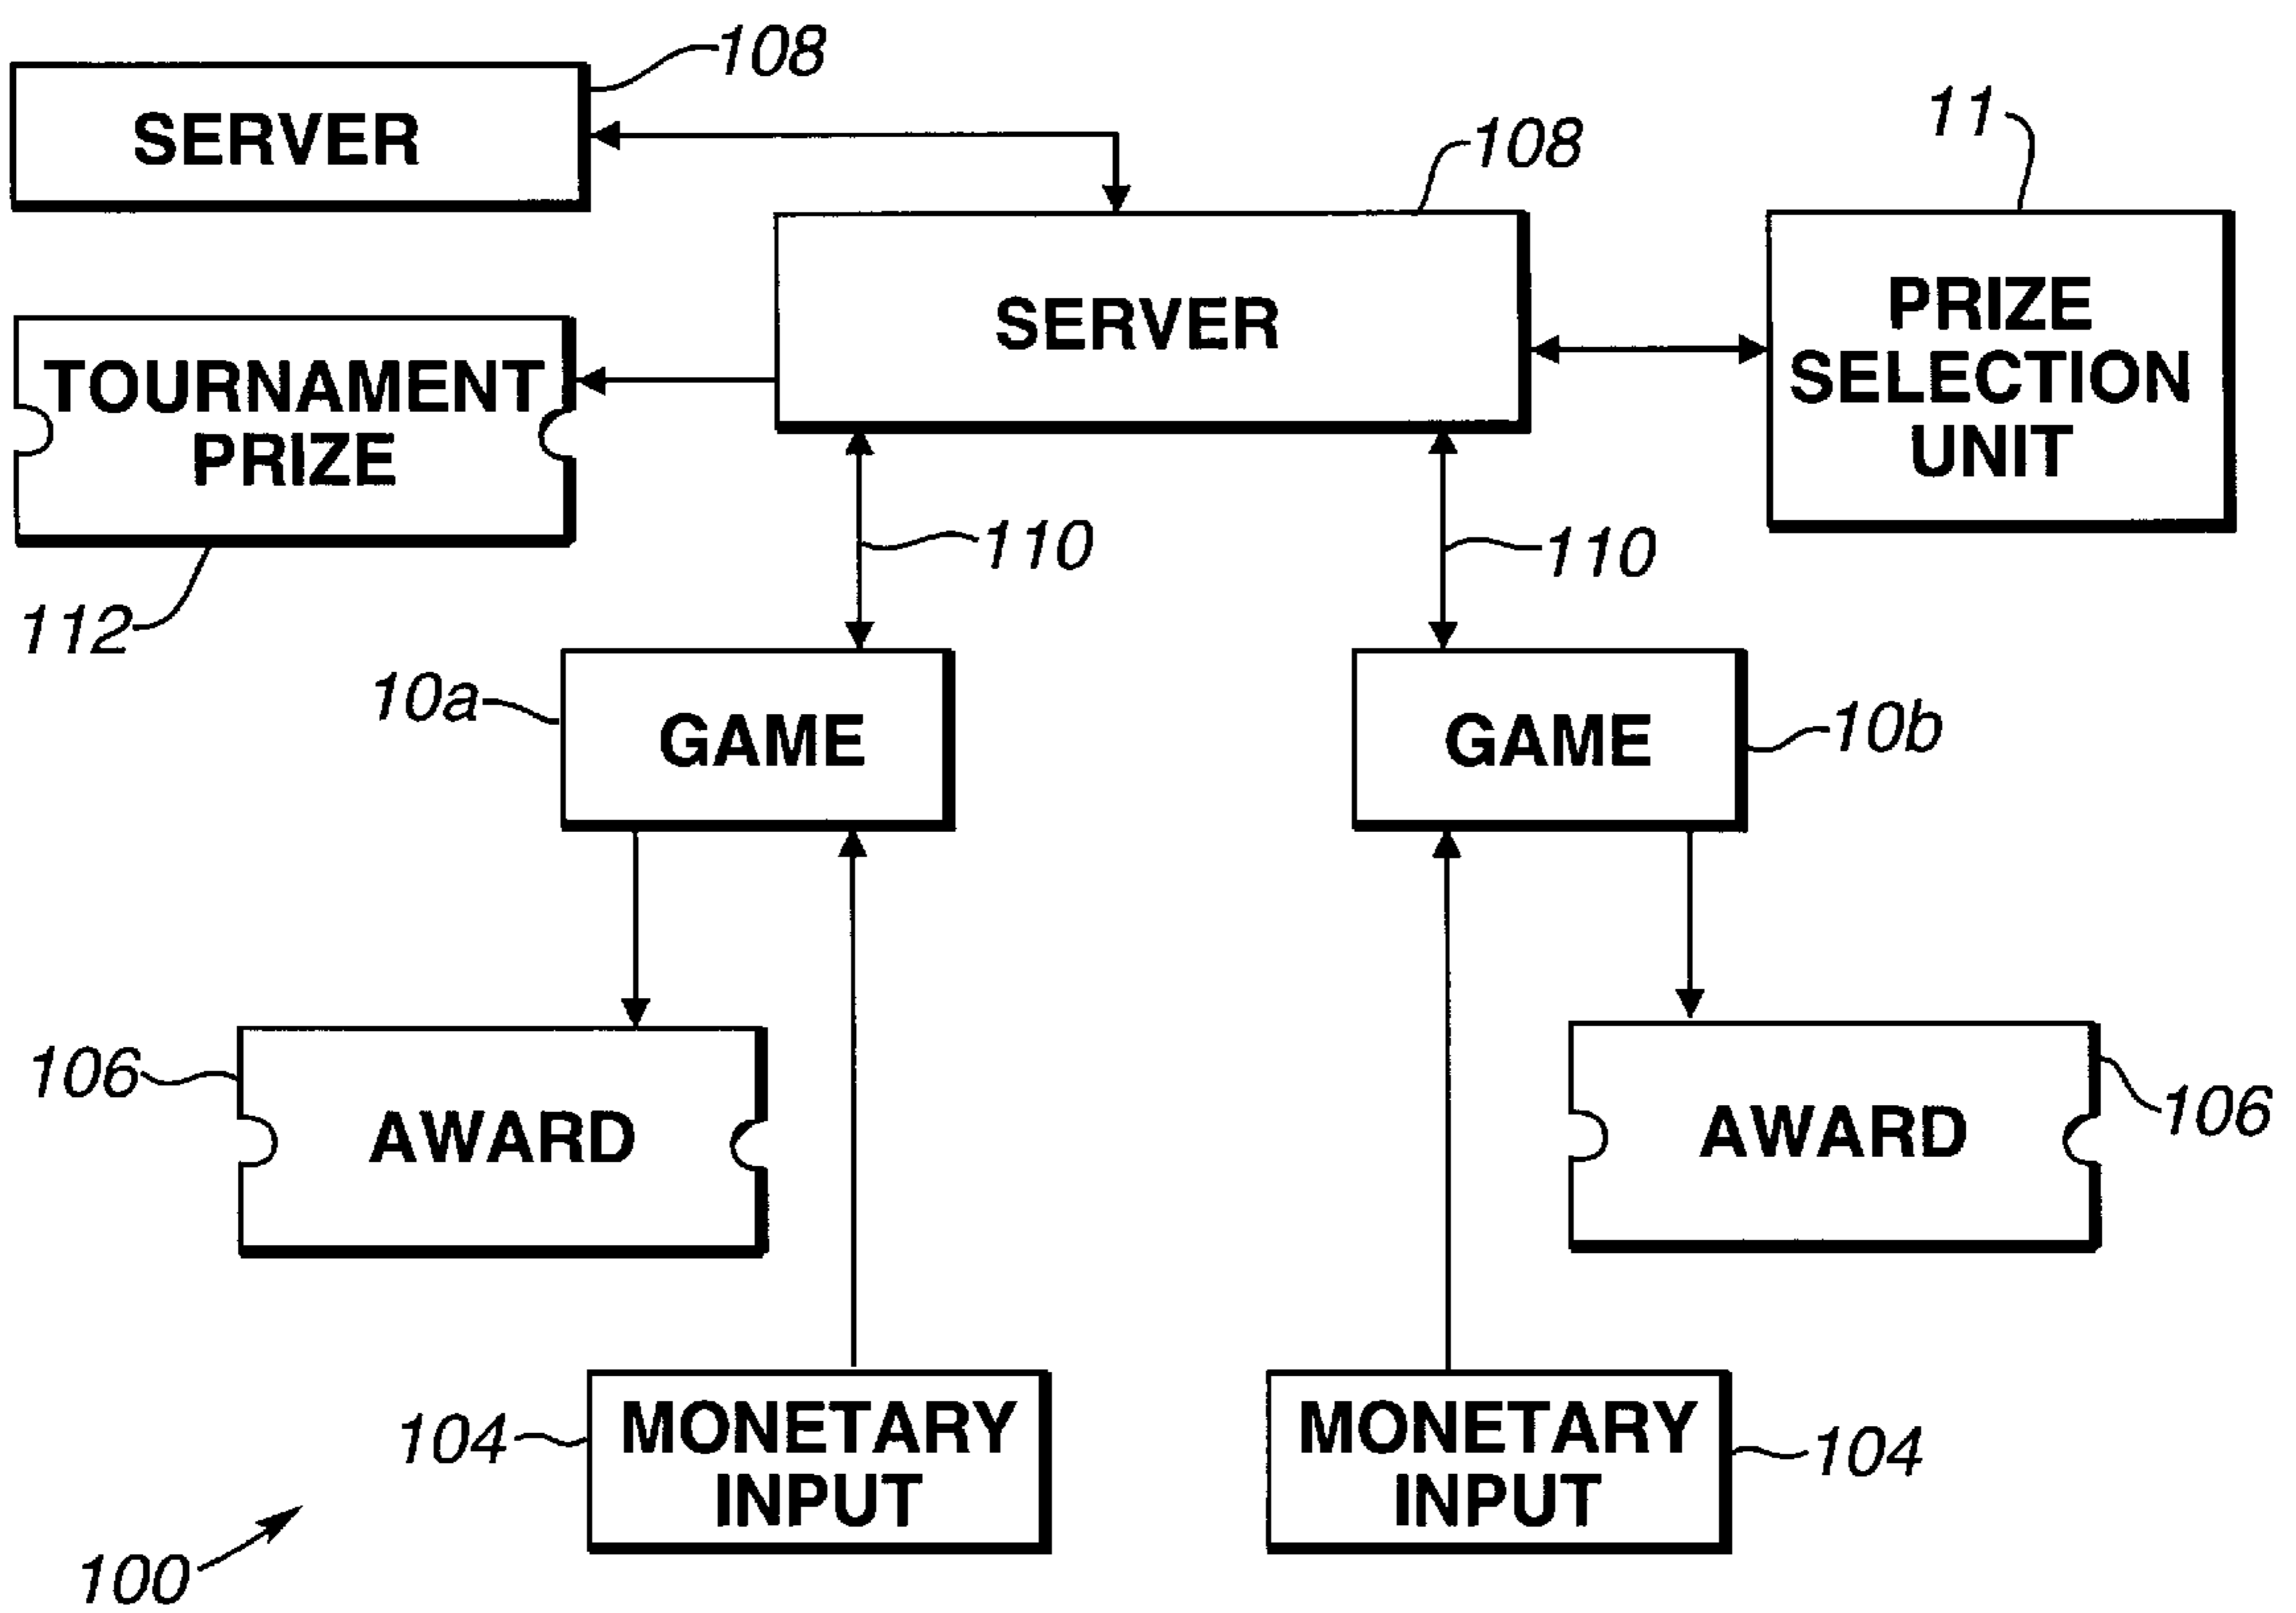 108
SERVER
11
108
SERVER
PRIZE
SELECTION
UNIT
TOURNAMENT
PRIZE
110
110
112
10a
GAME
GAME
10b
106
AWARD
AWARD
106
104
MONETARY
INPUT
MONETARY
INPUT
104
100